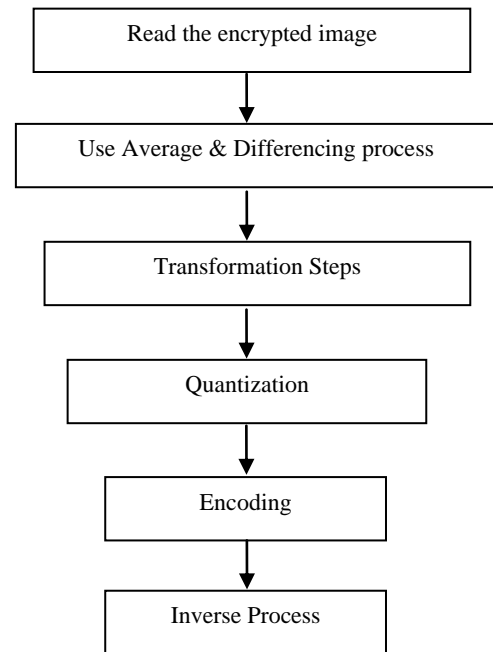 Read the encrypted image
Use Average & Differencing process
Transformation Steps
Quantization
Encoding
Inverse Process